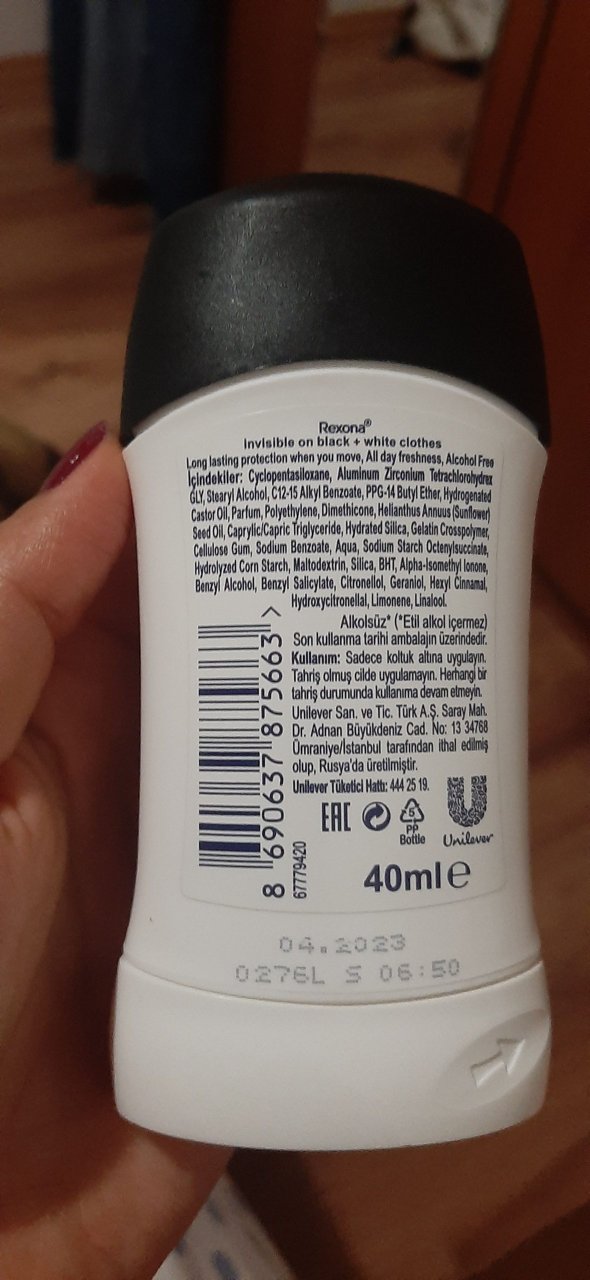 Rexona®
Invisible on black + white clothes
Long lasting protection when you move, All day freshness, Alcohol Free
İçindekiler: Cyclopentasiloxane, Aluminum Zirconium Tetrachlorohydrex
GLY, Stearyl Alcohol, C12-15 Alkyl Benzoate, PPG-14 Butyl Ether, Hydrogenated
Castor Oil, Parfum, Polyethylene, Dimethicone, Helianthus Annuus (Sunflower)
Seed Oil, Caprylic/Capric Triglyceride, Hydrated Silica, Gelatin Crosspolymer,
Cellulose Gum, Sodium Benzoate, Aqua, Sodium Starch Octenylsuccinate,
Hydrolyzed Corn Starch, Maltodextrin, Silica, BHT, Alpha-Isomethyl Ionone,
Benzyl Alcohol, Benzyl Salicylate, Citronellol, Geraniol, Hexyl Cinnamal,
Hydroxycitronellal, Limonene, Linalool.
Alkolsüz* (*Etil alkol içermez)
Son kullanma tarihi ambalajın üzerindedir.
Kullanım: Sadece koltuk altına uygulayın.
Tahriş olmuş cilde uygulamayın. Herhangi bir
tahriş durumunda kullanıma devam etmeyin.
Unilever San. ve Tic. Türk A.Ş. Saray Mah.
Dr. Adnan Büyükdeniz Cad. No: 13 34768
Ümraniye/İstanbul tarafından ithal edilmiş
olup, Rusya'da üretilmiştir.
Unilever Tüketici Hattı: 444 25 19.
EAC
5
PP
Bottle
Unilever
40ml e
8 690637 875663 >
67779420
04.2023
0276L S 06:50